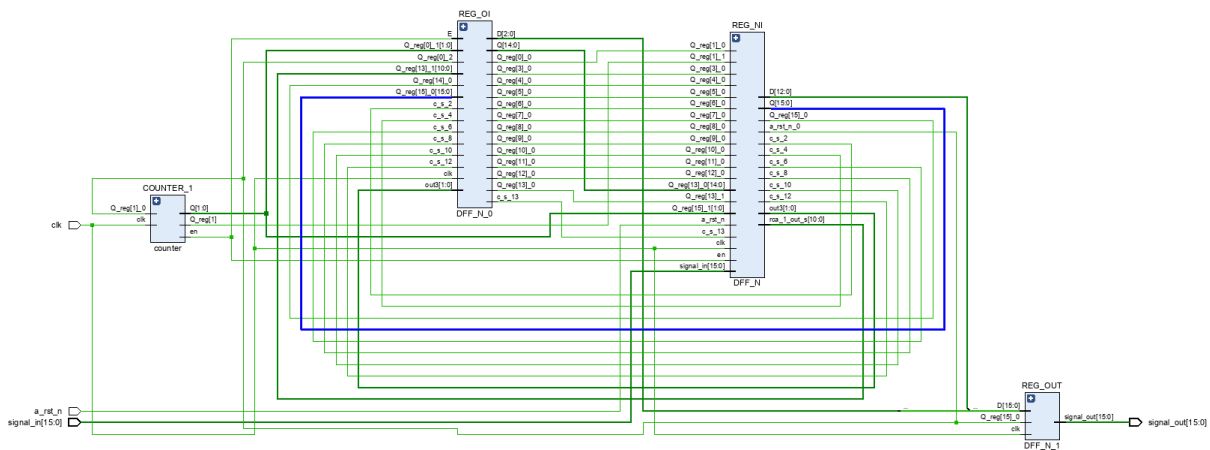 REG_OI
E
Q_reg[0]_1[1:0]
Q_reg[0]_2
Q_reg[13]_1[10:0]
Q_reg[14]_0
Q_reg[15]_0[15:0]
c_s_2
c_s_4
c_s_6
c_s_8
c_s_10
c_s_12
clk
out3[1:0]
D[2:0]
Q[14:0]
Q_reg[0]_0
Q_reg[3]_0
Q_reg[4]_0
Q_reg[5]_0
Q_reg[6]_0
Q_reg[7]_0
Q_reg[8]_0
Q_reg[9]_0
Q_reg[10]_0
Q_reg[11]_0
Q_reg[12]_0
Q_reg[13]_0
c_s_13
DFF_N_0
REG_NI
Q_reg[1]_0
Q_reg[1]_1
Q_reg[3]_0
Q_reg[4]_0
Q_reg[5]_0
Q_reg[6]_0
Q_reg[7]_0
Q_reg[8]_0
Q_reg[9]_0
Q_reg[10]_0
Q_reg[11]_0
Q_reg[12]_0
Q_reg[13]_0[14:0]
Q_reg[13]_1
Q_reg[15]_1[1:0]
a_rst_n
c_s_13
clk
en
signal_in[15:0]
D[12:0]
Q[15:0]
Q_reg[15]_0
a_rst_n_0
c_s_2
c_s_4
c_s_6
c_s_8
c_s_10
c_s_12
out3[1:0]
rca_1_out_s[10:0]
DFF_N
COUNTER_1
Q_reg[1]_0
clk
Q[1:0]
Q_reg[1]
en
counter
clk
a_rst_n
signal_in[15:0]
REG_OUT
D[15:0]
Q_reg[15]_0
clk
signal_out[15:0]
DFF_N_1
signal_out[15:0]